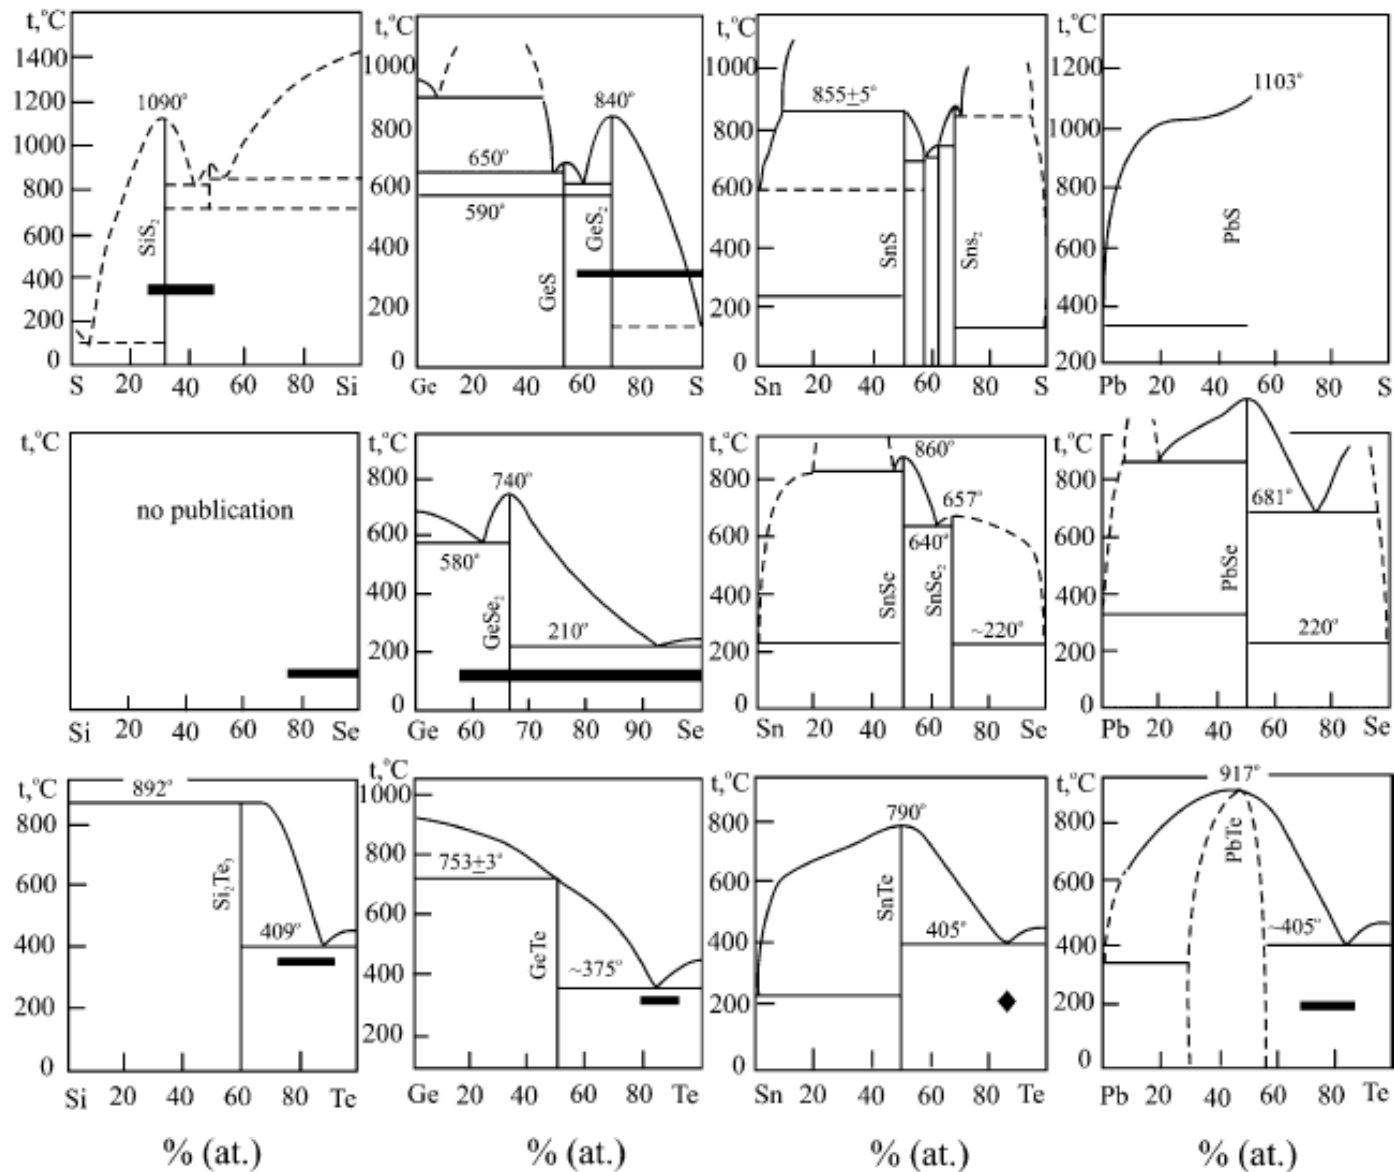 t,°C
1400
1200
1000
800
600
400
200
0
1090°
SiS₂
S 20 40 60 80 Si
t,°C
1000
800
600
400
200
0
840°
650°
590°
GeS
GeS₂
Ge 20 40 60 80 S
t,°C
1000
800
600
400
200
0
855±5°
SnS
Sns₂
Sn 20 40 60 80 S
t,°C
1000
800
600
400
200
1103°
PbS
Pb 20 40 60 80 S
t,°C
no publication
Si 20 40 60 Se
t,°C
800
600
400
200
0
740°
580°
GeSe₂
210°
Ge 60 70 80 90 Se
t,°C
800
600
400
200
0
860°
657°
640°
SnSe
SnSe₂
~220°
Sn 20 40 60 80 Se
t,°C
800
600
400
200
0
681°
PbSe
220°
Pb 20 40 60 80 Se
t,°C
800
600
400
200
0
892°
Si₂Te₃
409°
Si 20 40 60 80 Te
t,°C
1000
800
600
400
200
753±3°
GeTe
~375°
Ge 20 40 60 80 Te
t,°C
800
600
400
200
0
790°
SnTe
405°
Sn 20 40 60 80 Te
t,°C
800
600
400
200
0
917°
PbTe
~405°
Pb 20 40 60 80 Te
% (at.) % (at.) % (at.) % (at.)